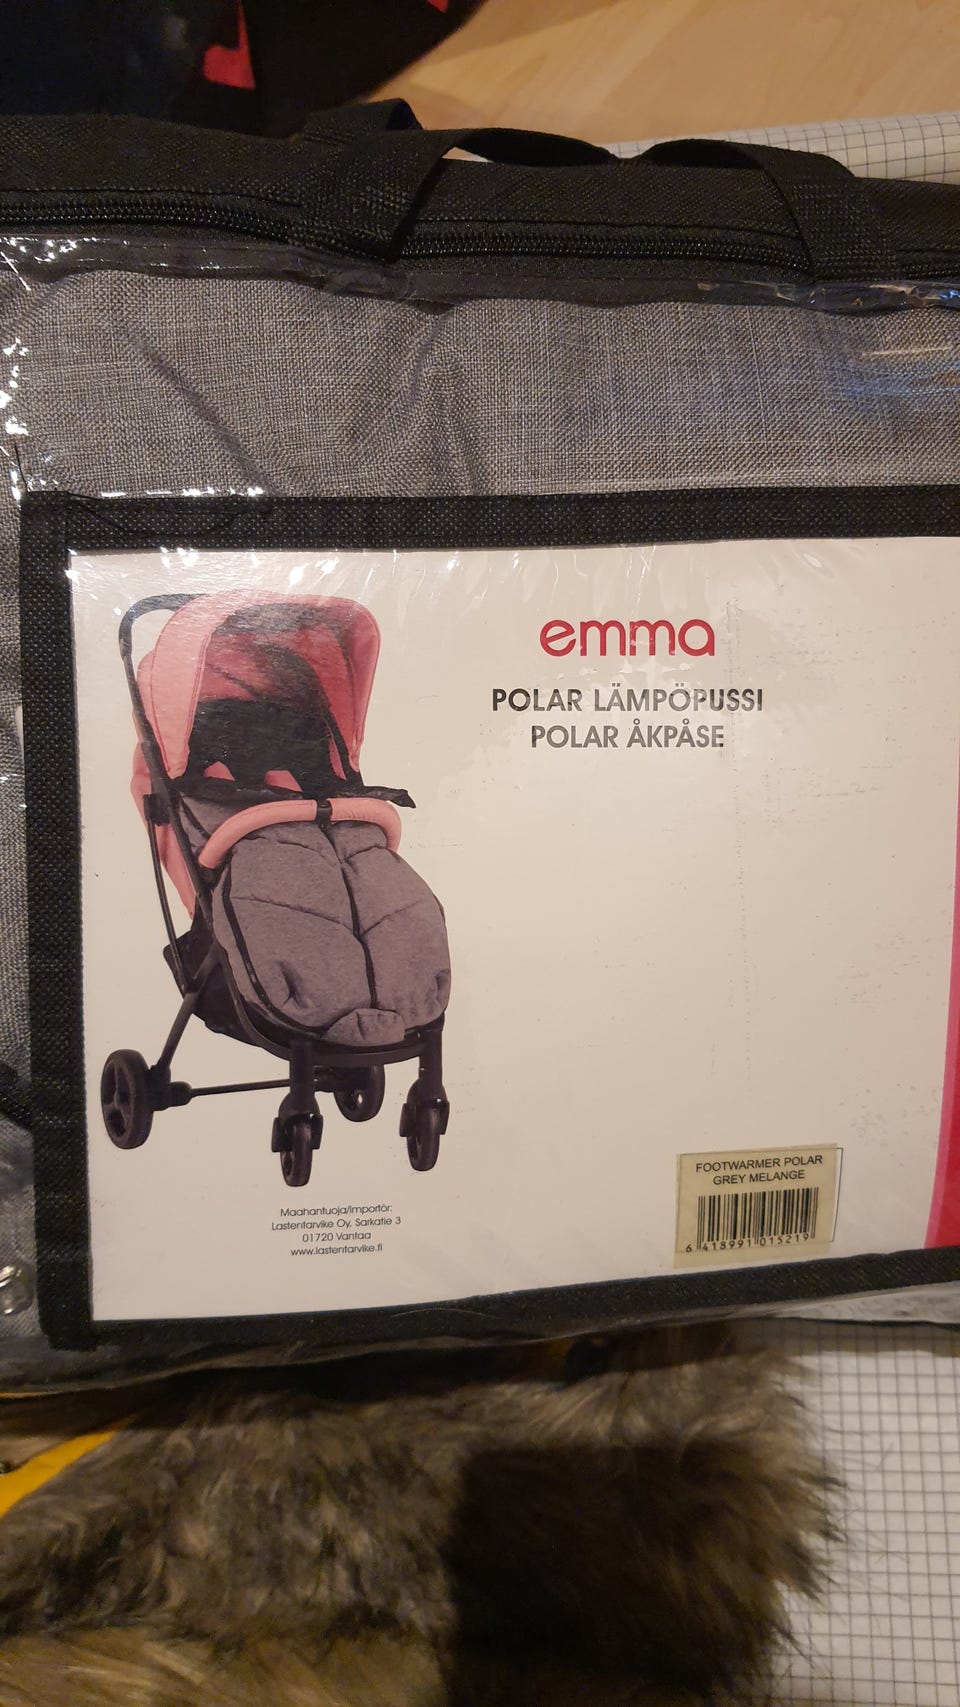 emma
POLAR LÄMPÖPUSSI
POLAR ÅKPÅSE
Maahantuoja/Importör:
Lastentarvike Oy, Sarkatie 3
01720 Vantaa
www.lastentarvike.fi
FOOTWARMER POLAR
GREY MELANGE
6 418991 015219